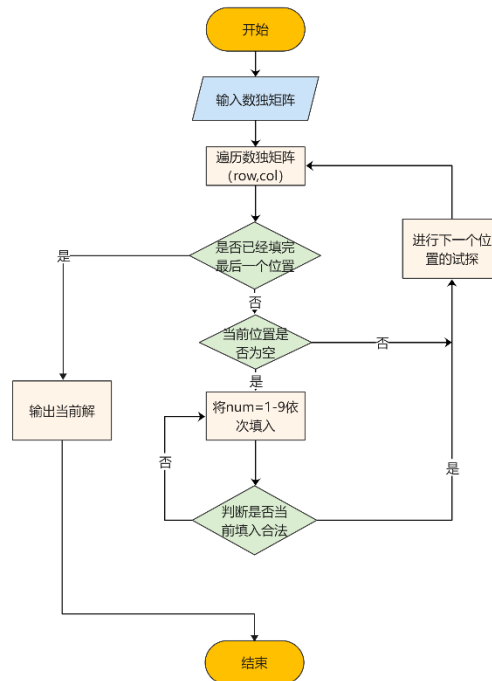 开始
输入数独矩阵
遍历数独矩阵
(row,col)
是否已经填完
最后一个位置
是
否
进行下一个位
置的试探
当前位置是
否为空
否
是
输出当前解
将num=1-9依
次填入
否
是
判断是否当
前填入合法
结束